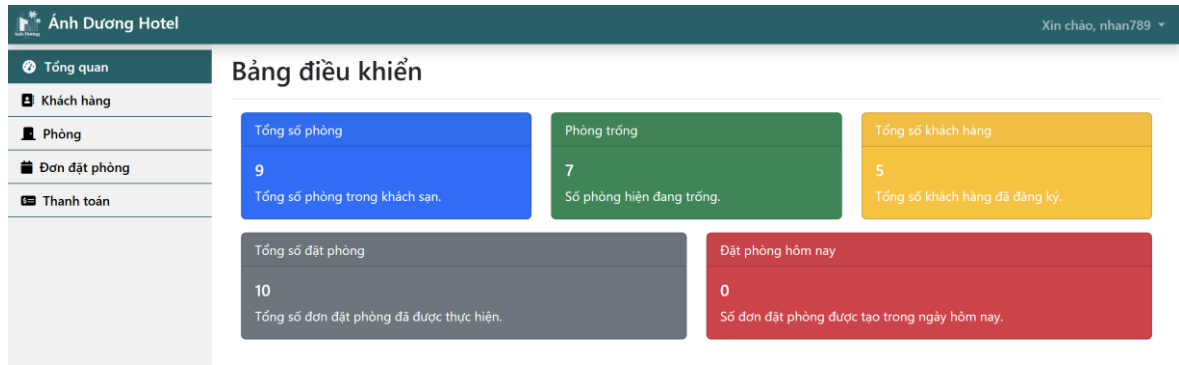 Ánh Dương Hotel
Xin chào, nhan789
Tổng quan
Khách hàng
Phòng
Đơn đặt phòng
Thanh toán
Bảng điều khiển
Tổng số phòng
9
Tổng số phòng trong khách sạn.
Phòng trống
7
Số phòng hiện đang trống.
Tổng số khách hàng
5
Tổng số khách hàng đã đăng ký.
Tổng số đặt phòng
10
Tổng số đơn đặt phòng đã được thực hiện.
Đặt phòng hôm nay
0
Số đơn đặt phòng được tạo trong ngày hôm nay.